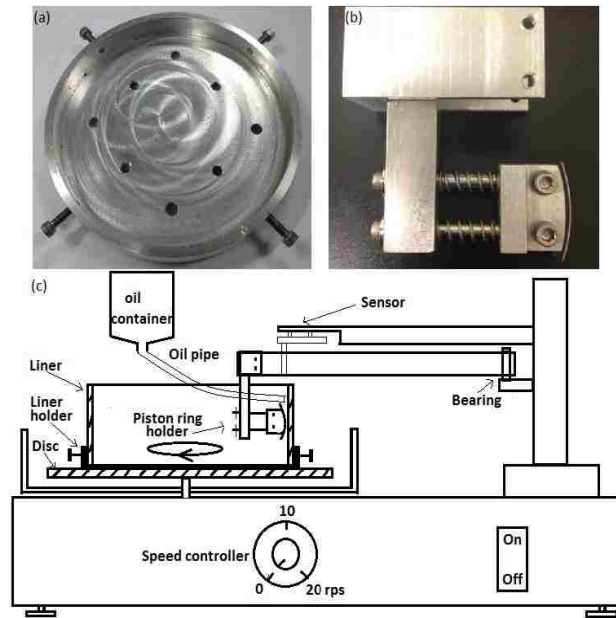 (a)
(b)
(c)
oil
container
Sensor
Oil pipe
Liner
Liner
holder
Piston ring
holder
Bearing
Disc
10
Speed controller
0
20 rps
On
Off